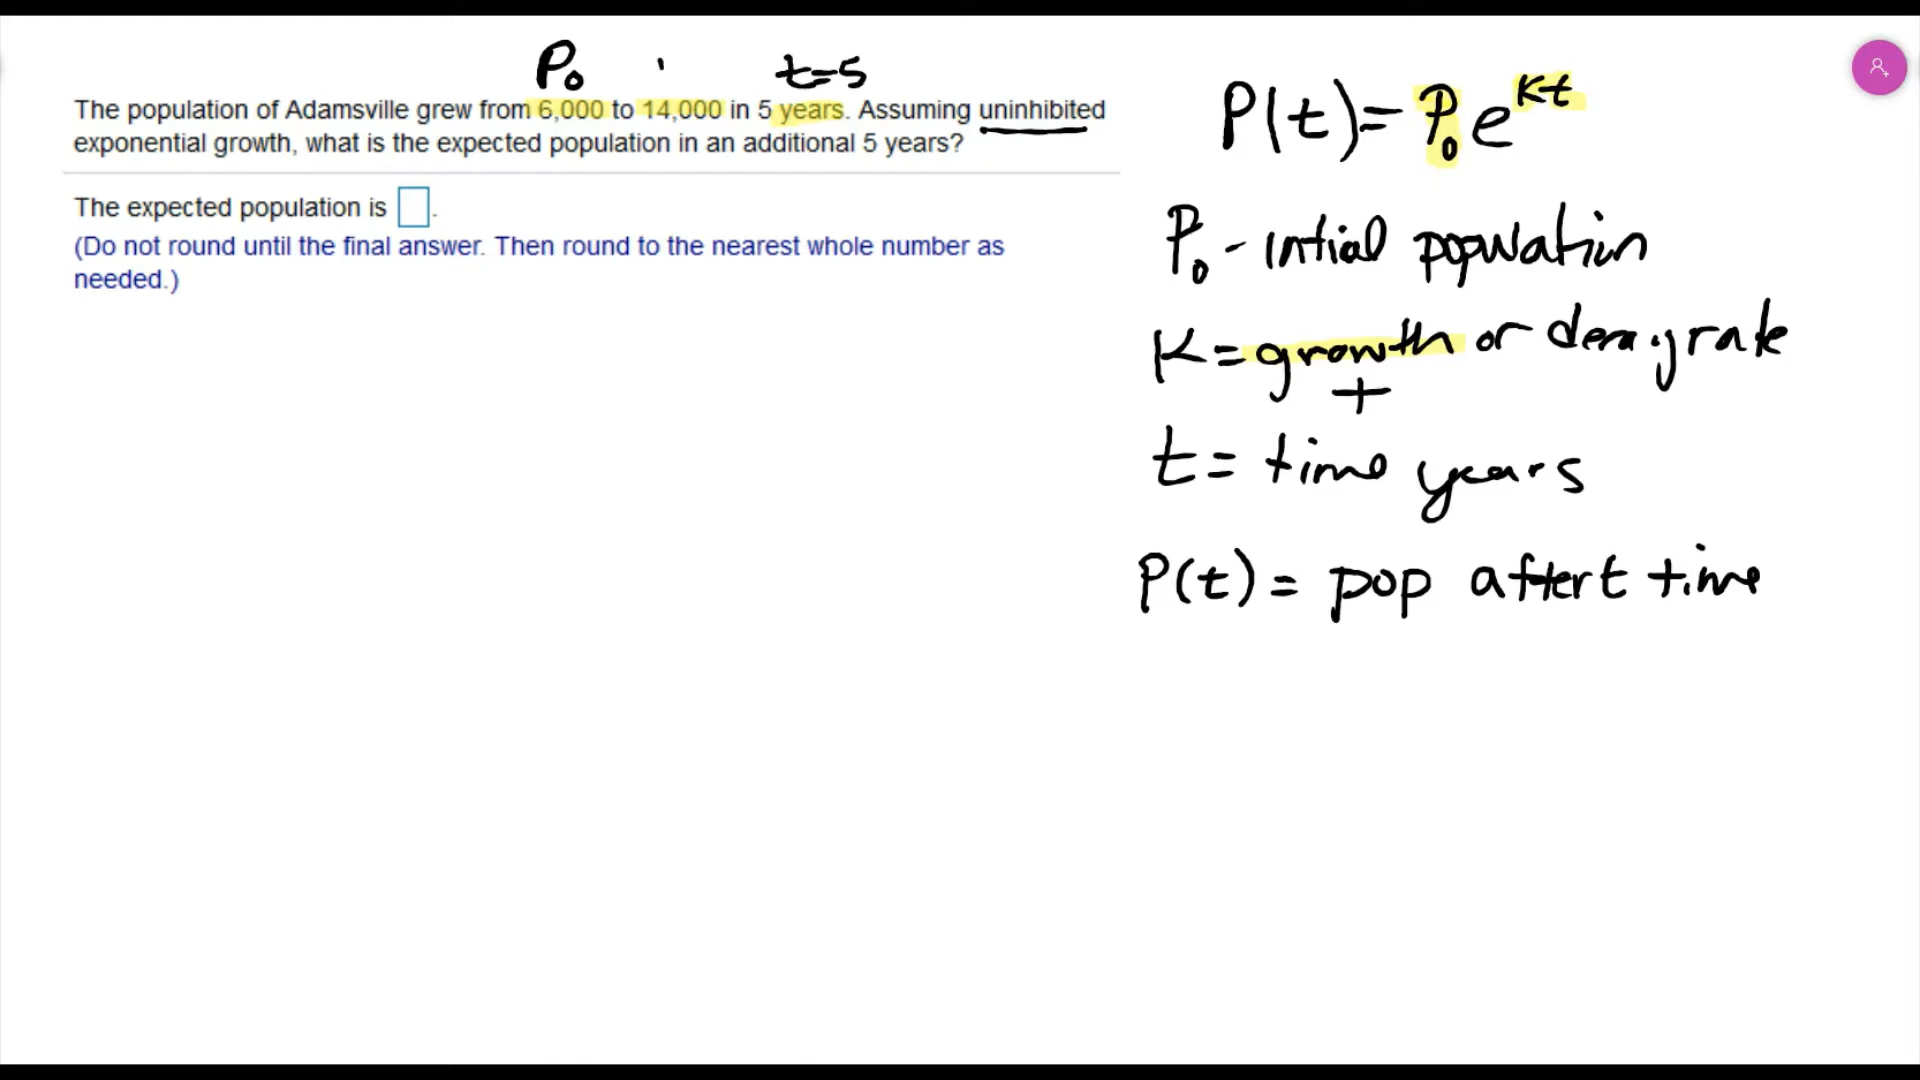 P₀ t=5
The population of Adamsville grew from 6,000 to 14,000 in 5 years. Assuming uninhibited
exponential growth, what is the expected population in an additional 5 years?
The expected population is .
(Do not round until the final answer. Then round to the nearest whole number as
needed.)
P(t)= P₀e^kt
P₀ - intial population
K = growth or decay rate
+
t = time years
P(t) = pop after t time